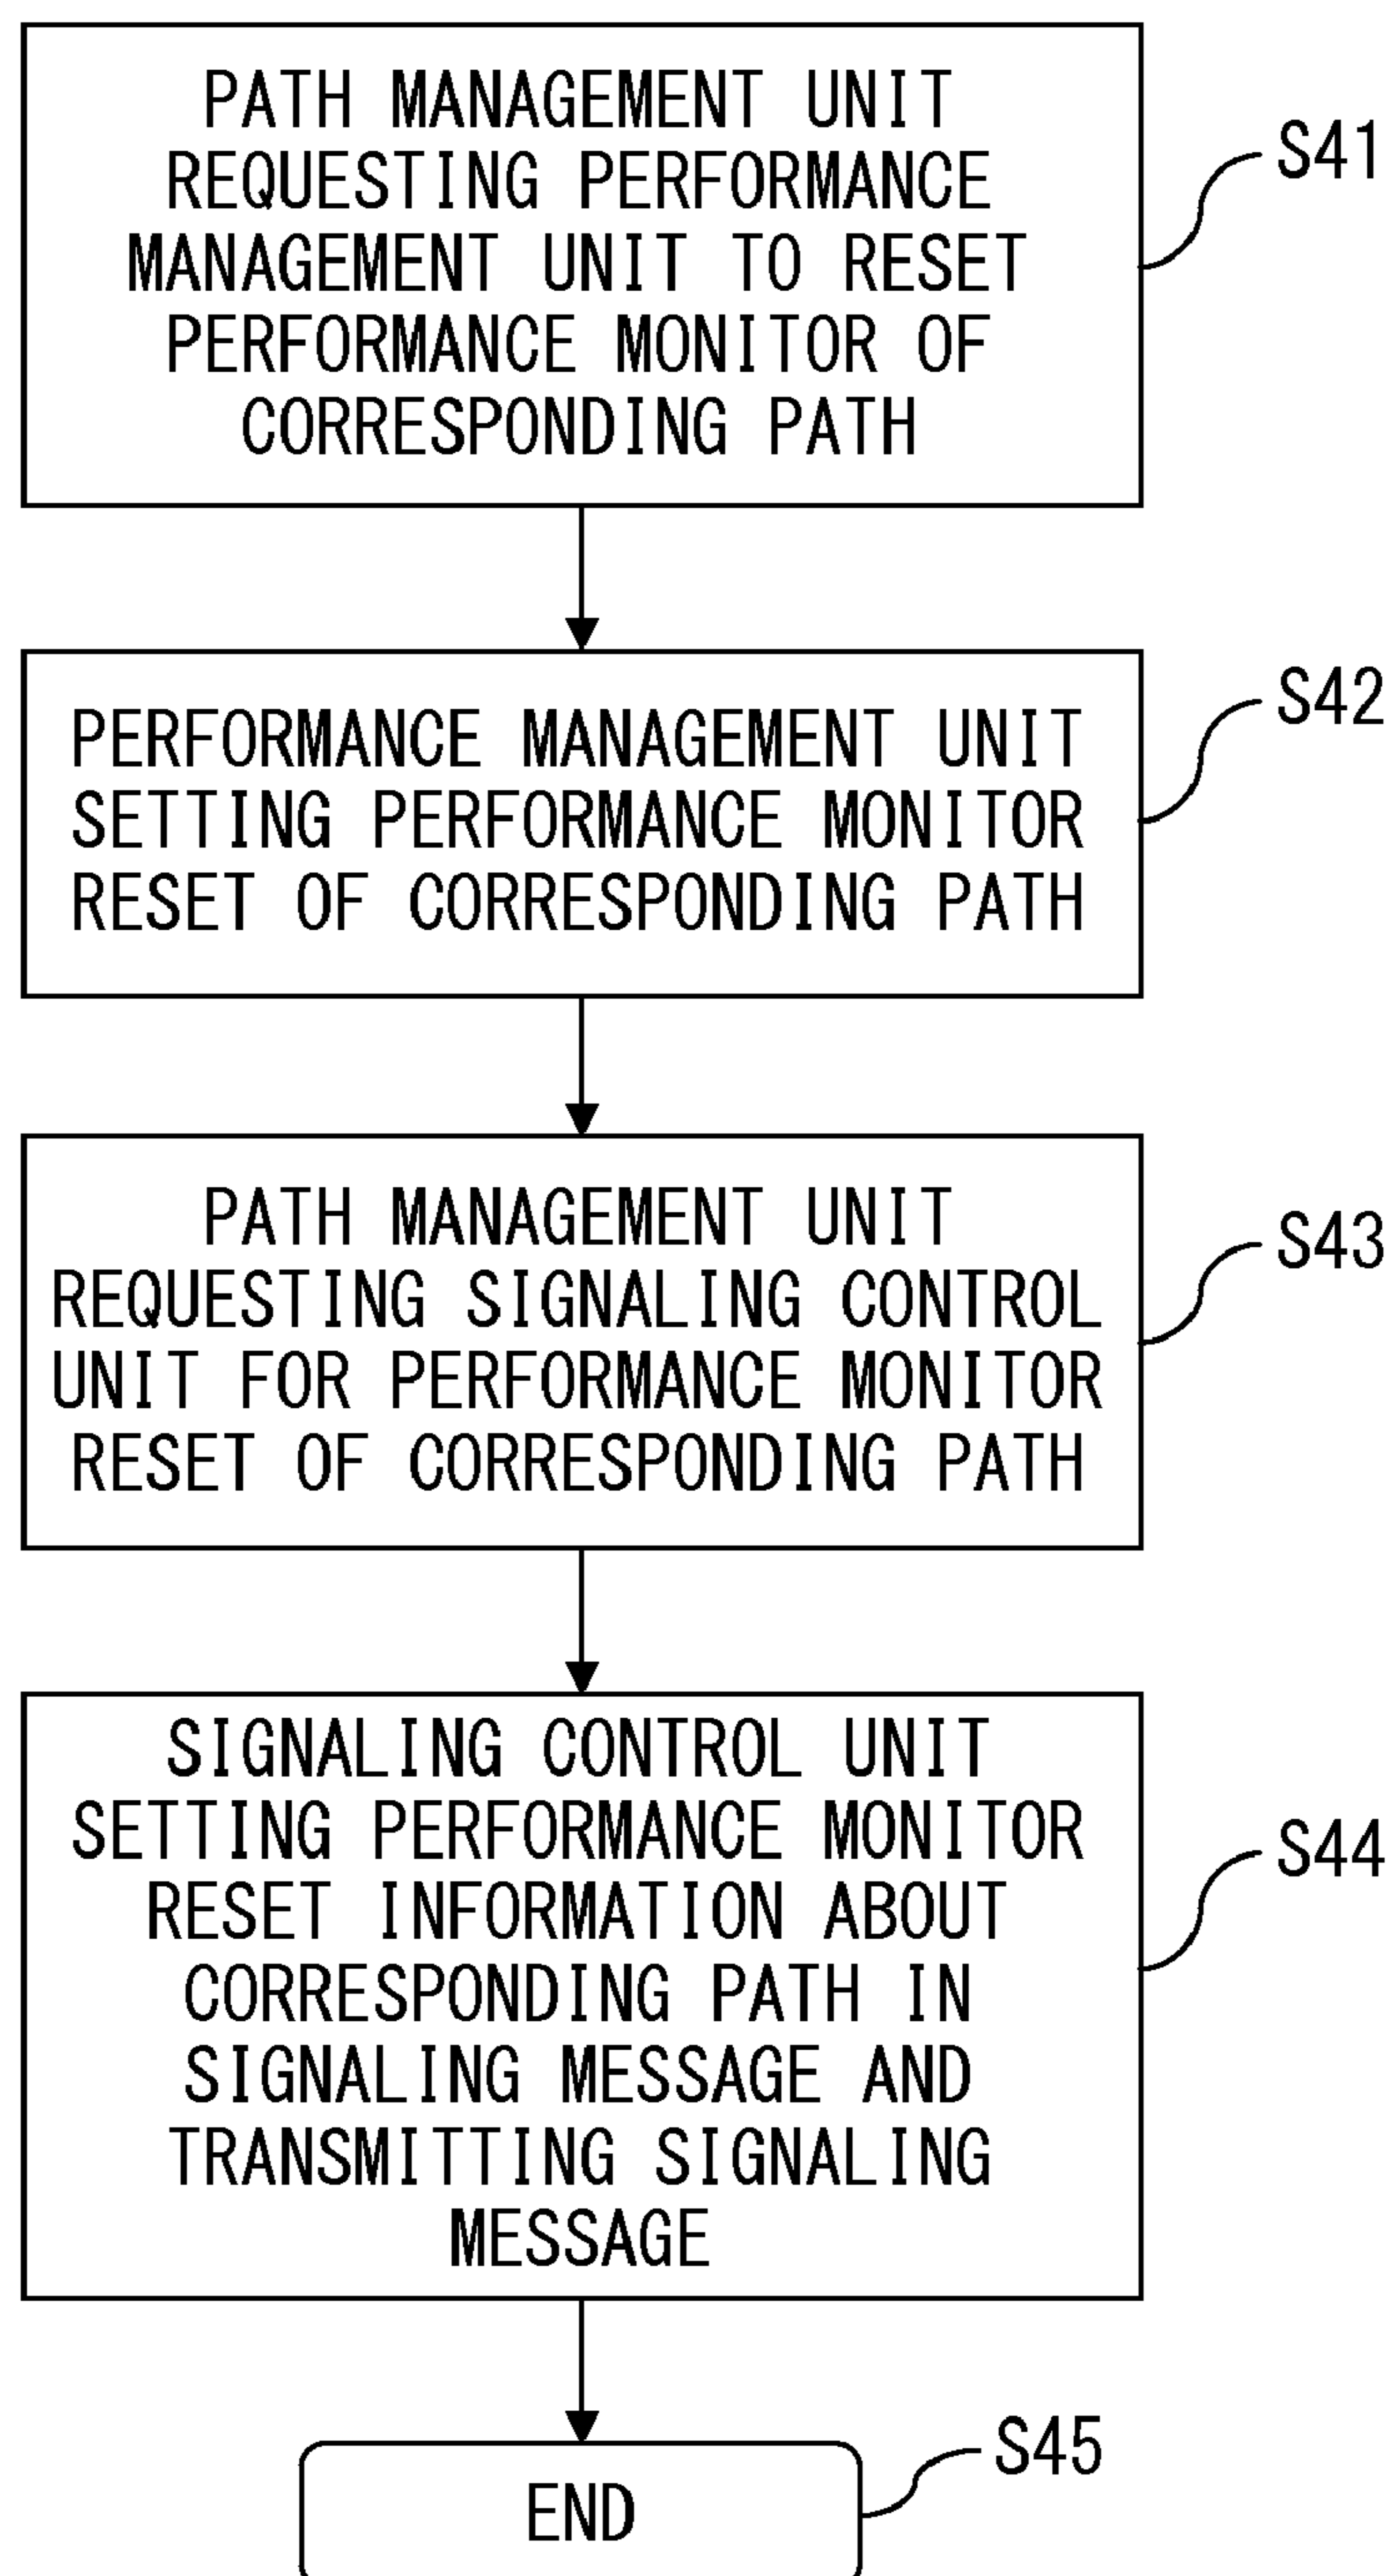 PATH MANAGEMENT UNIT
REQUESTING PERFORMANCE
MANAGEMENT UNIT TO RESET
PERFORMANCE MONITOR OF
CORRESPONDING PATH
S41
PERFORMANCE MANAGEMENT UNIT
SETTING PERFORMANCE MONITOR
RESET OF CORRESPONDING PATH
S42
PATH MANAGEMENT UNIT
REQUESTING SIGNALING CONTROL
UNIT FOR PERFORMANCE MONITOR
RESET OF CORRESPONDING PATH
S43
SIGNALING CONTROL UNIT
SETTING PERFORMANCE MONITOR
RESET INFORMATION ABOUT
CORRESPONDING PATH IN
SIGNALING MESSAGE AND
TRANSMITTING SIGNALING
MESSAGE
S44
END
S45